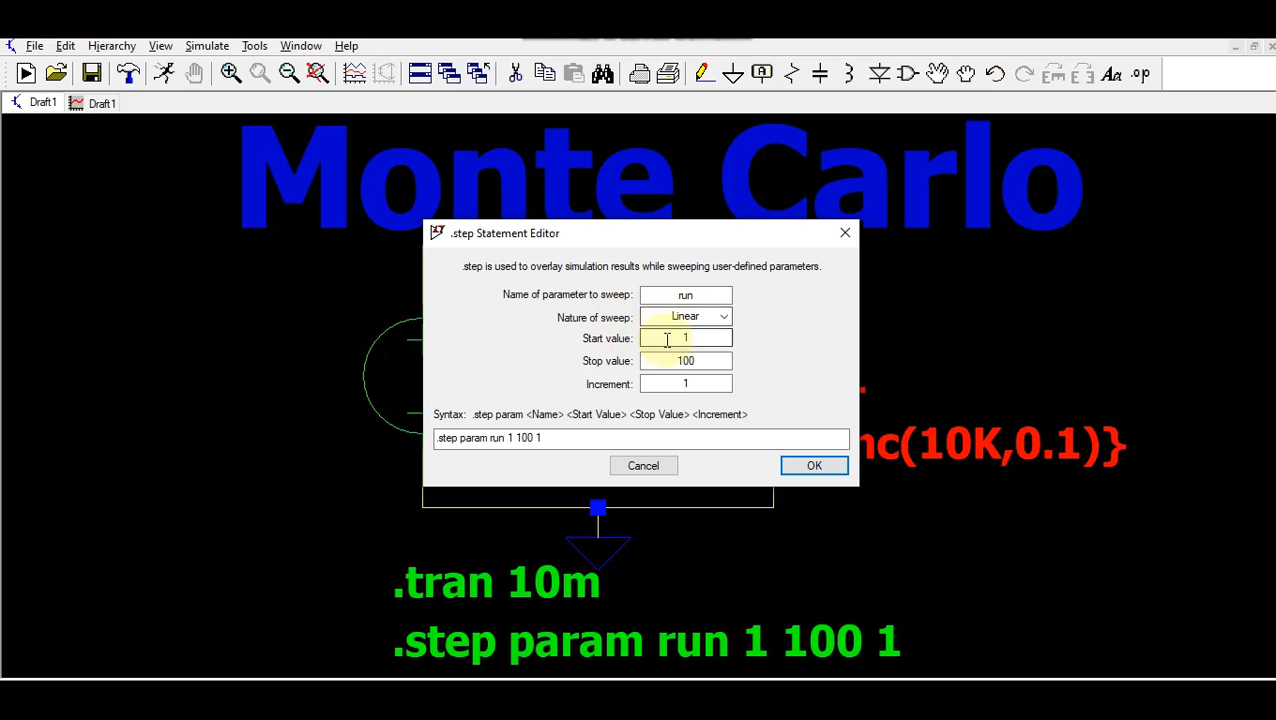 File Edit Hierarchy View Simulate Tools Window Help
A Aa .op
Draft1 Draft1
Monte Carlo
.step Statement Editor
.step is used to overlay simulation results while sweeping user-defined parameters.
Name of parameter to sweep: run
Nature of sweep: Linear
Start value: 1
Stop value: 100
Increment: 1
Syntax: .step param <Name> <Start Value> <Stop Value> <Increment>
.step param run 1 100 1
nc(10K,0.1)}
Cancel OK
.tran 10m
.step param run 1 100 1